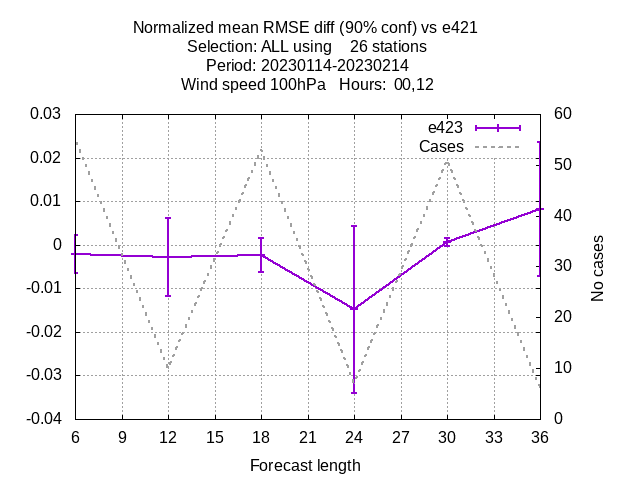 Normalized mean RMSE diff (90% conf) vs e421
Selection: ALL using    26 stations
Period: 20230114-20230214
Wind speed 100hPa   Hours:  00,12
e423
Cases
0.03
0.02
0.01
0
-0.01
-0.02
-0.03
-0.04
60
50
40
30
20
10
0
No cases
6 9 12 15 18 21 24 27 30 33 36
Forecast length